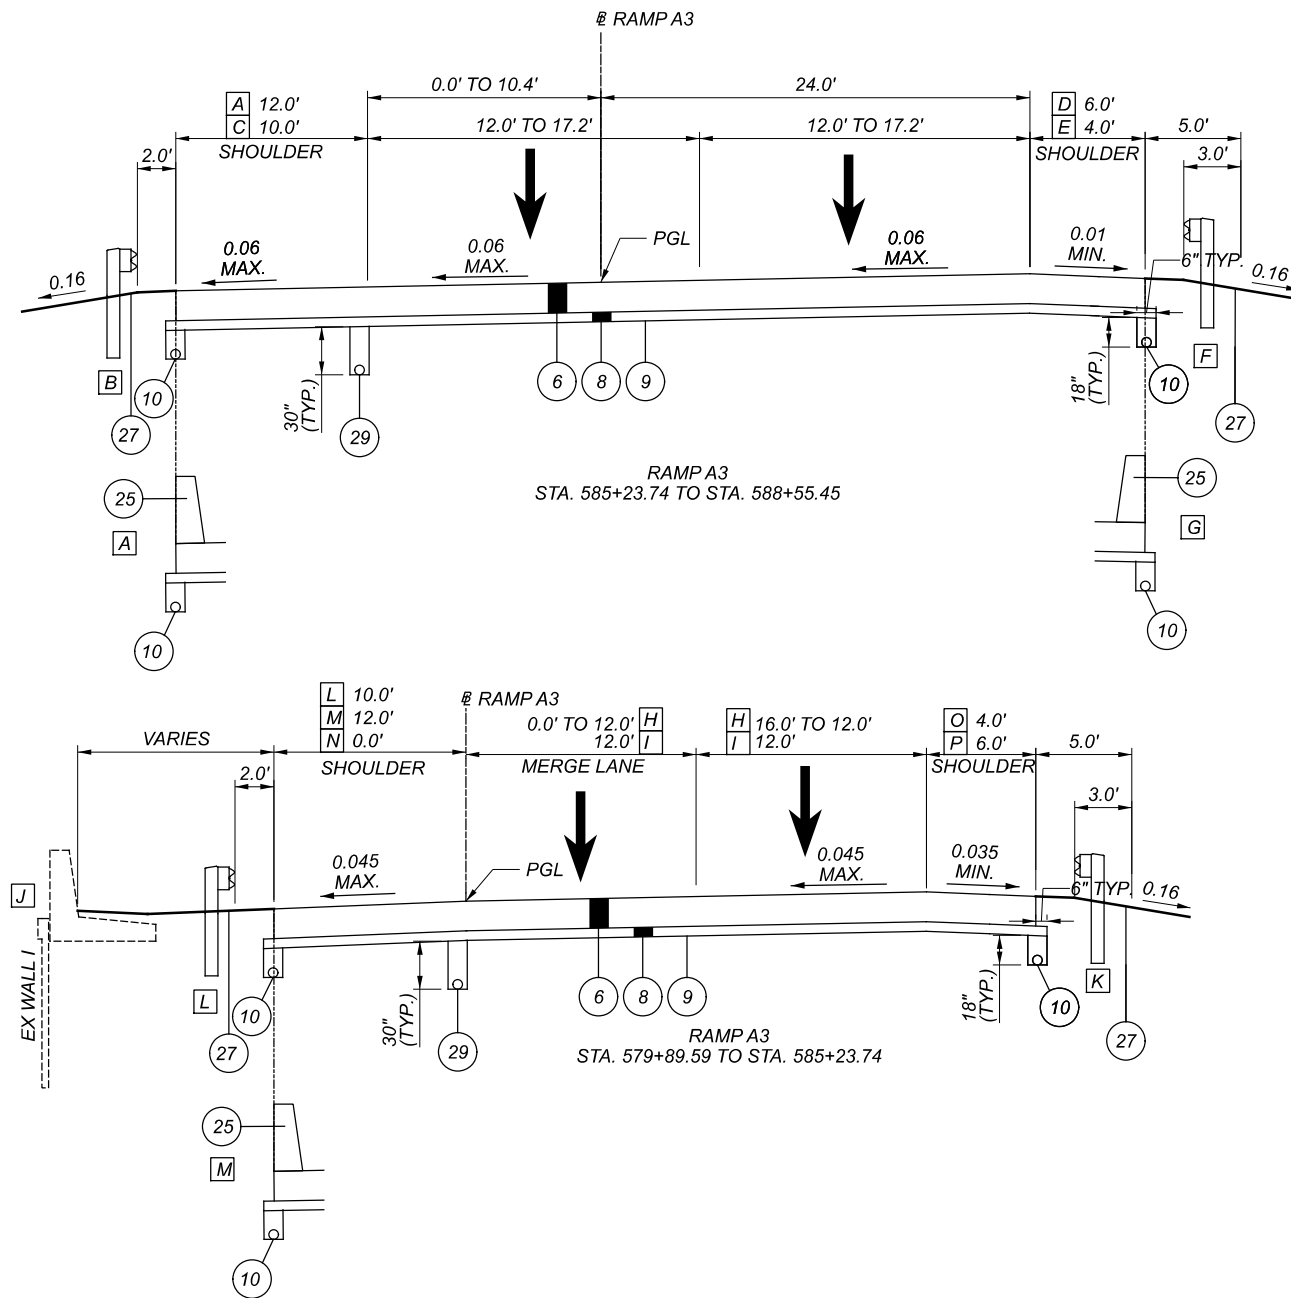 ℄ RAMP A3
0.0' TO 10.4'
24.0'
A 12.0'
C 10.0'
SHOULDER
12.0' TO 17.2'
12.0' TO 17.2'
D 6.0'
E 4.0'
SHOULDER
5.0'
2.0'
3.0'
0.16
0.06
MAX.
0.06
MAX.
PGL
0.06
MAX.
0.01
MIN.
6" TYP.
0.16
B
10
27
30"
(TYP.)
29
6
8
9
18"
(TYP.)
10
F
27
RAMP A3
STA. 585+23.74 TO STA. 588+55.45
25
A
10
25
G
10
L 10.0'
M 12.0'
N 0.0'
SHOULDER
℄ RAMP A3
VARIES
0.0' TO 12.0' H
12.0' I
MERGE LANE
H 16.0' TO 12.0'
I 12.0'
O 4.0'
P 6.0'
SHOULDER
5.0'
2.0'
3.0'
0.045
MAX.
PGL
0.045
MAX.
0.035
MIN.
6" TYP.
0.16
J
EX WALL I
L
10
27
30"
(TYP.)
29
6
8
9
18"
(TYP.)
10
K
27
RAMP A3
STA. 579+89.59 TO STA. 585+23.74
25
M
10